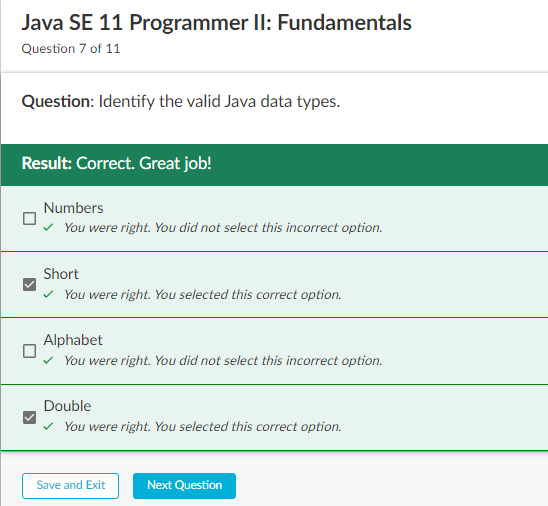 Java SE 11 Programmer II: Fundamentals
Question 7 of 11
Question: Identify the valid Java data types.
Result: Correct. Great job!
Numbers
You were right. You did not select this incorrect option.
Short
You were right. You selected this correct option.
Alphabet
You were right. You did not select this incorrect option.
Double
You were right. You selected this correct option.
Save and Exit
Next Question